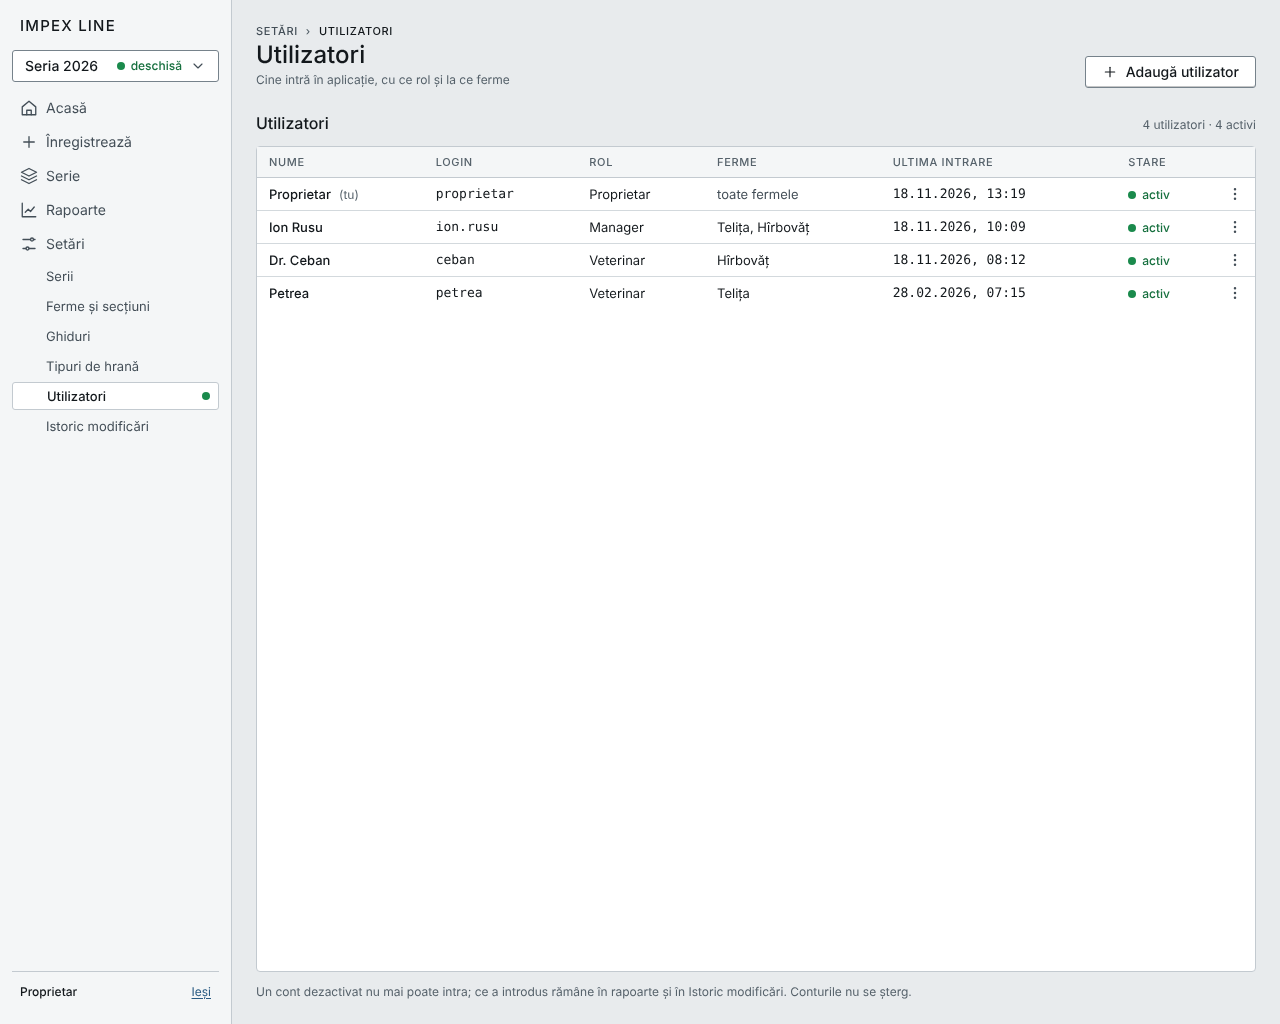 IMPEX LINE
Seria 2026 deschisă
Acasă
Înregistrează
Serie
Rapoarte
Setări
Serii
Ferme și secțiuni
Ghiduri
Tipuri de hrană
Utilizatori
Istoric modificări
Proprietar Ieși
SETĂRI › UTILIZATORI
Utilizatori
Cine intră în aplicație, cu ce rol și la ce ferme
Adaugă utilizator
Utilizatori
4 utilizatori · 4 activi
NUME LOGIN ROL FERME ULTIMA INTRARE STARE
Proprietar (tu) proprietar Proprietar toate fermele 18.11.2026, 13:19 activ
Ion Rusu ion.rusu Manager Telița, Hîrbovăț 18.11.2026, 10:09 activ
Dr. Ceban ceban Veterinar Hîrbovăț 18.11.2026, 08:12 activ
Petrea petrea Veterinar Telița 28.02.2026, 07:15 activ
Un cont dezactivat nu mai poate intra; ce a introdus rămâne în rapoarte și în Istoric modificări. Conturile nu se șterg.